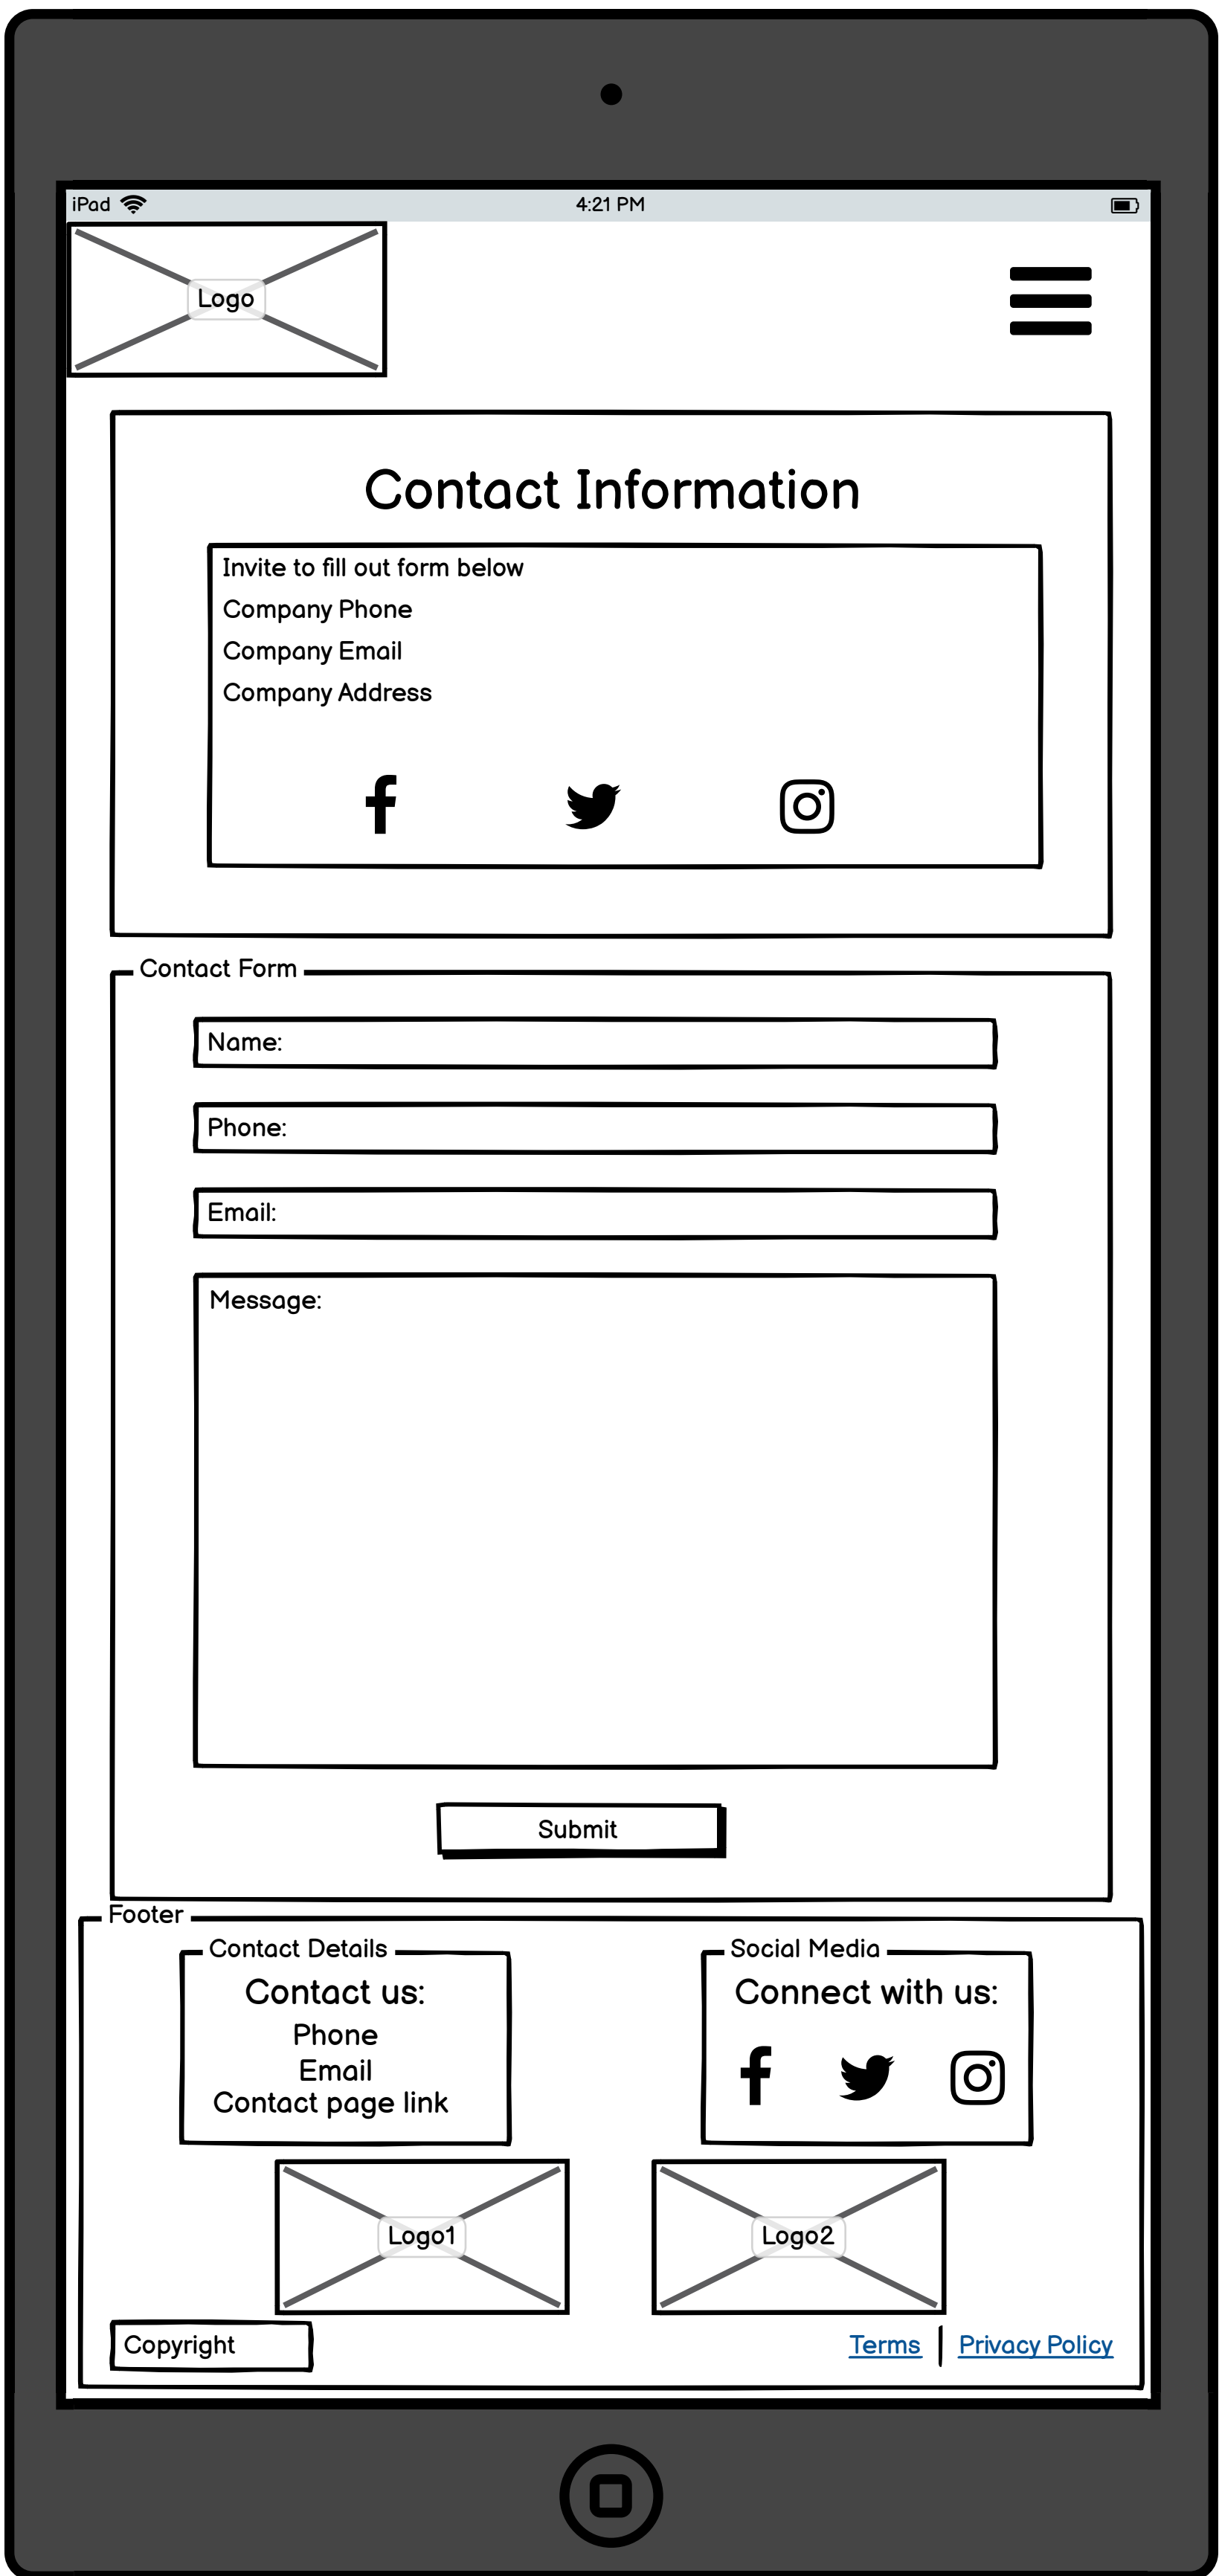 iPad 4:21 PM
Logo
Contact Information
Invite to fill out form below
Company Phone
Company Email
Company Address
Contact Form
Name:
Phone:
Email:
Message:
Submit
Footer
Contact Details
Contact us:
Phone
Email
Contact page link
Social Media
Connect with us:
Logo1
Logo2
Copyright
Terms
Privacy Policy